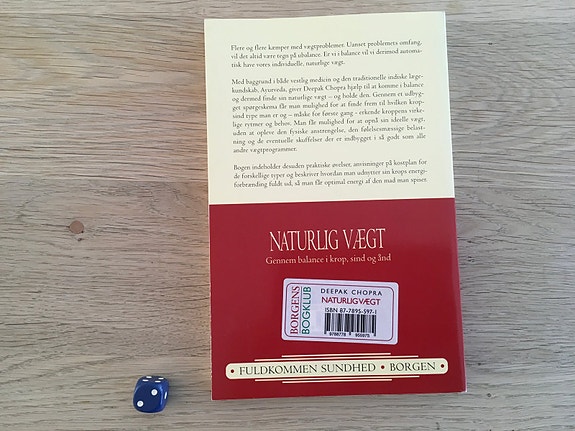 Flere og flere kæmper med vægtproblemer. Uanset problemets omfang,
vil det altid være tegn på ubalance. Er vi i balance vil vi derimod automa-
tisk have vores individuelle, naturlige vægt.
Med baggrund i både vestlig medicin og den traditionelle indiske læge-
kundskab, Ayurveda, giver Deepak Chopra hjælp til at komme i balance
og dermed finde sin naturlige vægt – og holde den. Gennem et udbyg-
get spørgeskema får man mulighed for at finde frem til hvilken krop-
sind type man er og – måske for første gang - erkende kroppens virke-
lige rytmer og behov. Man får mulighed for at opnå sin ideelle vægt,
uden at opleve den fysiske anstrengelse, den følelsesmæssige belast-
ning og de eventuelle skuffelser der er indbygget i så godt som alle
andre vægtprogrammer.
Bogen indeholder desuden praktiske øvelser, anvisninger på kostplan for
de forskellige typer og beskriver hvordan man udnytter sin krops energi-
forbrænding fuldt ud, så man får optimal energi af den mad man spiser.
NATURLIG VÆGT
Gennem balance i krop, sind og ånd
BORGENS
BOGKLUB
DEEPAK CHOPRA
NATURLIG VÆGT
ISBN 87-7895-597-1
9788778 955975
• FULDKOMMEN SUNDHED • BORGEN •